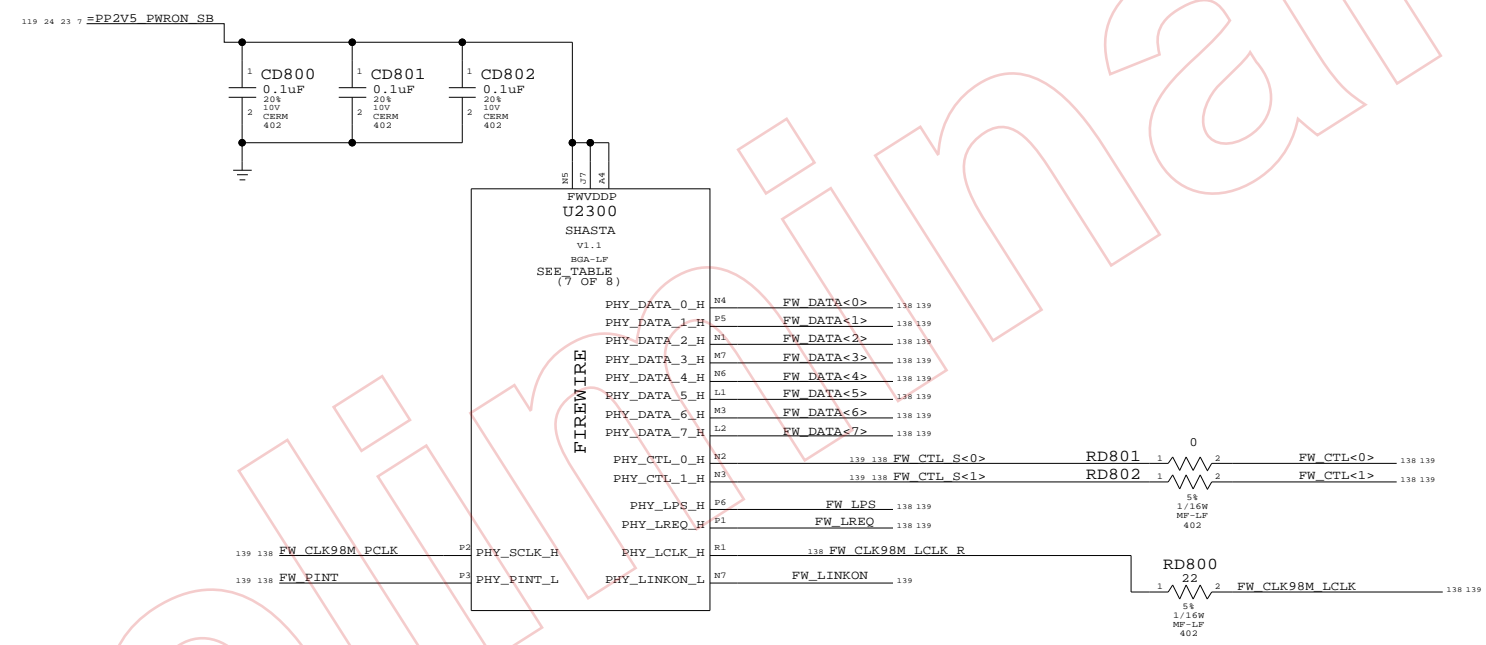 119 24 23 7 =PP2V5_PWRON_SB
1 CD800
0.1uF
20%
10V
2 CERM
402
1 CD801
0.1uF
20%
10V
2 CERM
402
1 CD802
0.1uF
20%
10V
2 CERM
402
N5 J7 A4
FWVDDP
U2300
SHASTA
V1.1
BGA-LF
SEE_TABLE
(7 OF 8)
FIREWIRE
PHY_DATA_0_H N4 FW_DATA<0> 138 139
PHY_DATA_1_H P5 FW_DATA<1> 138 139
PHY_DATA_2_H N1 FW_DATA<2> 138 139
PHY_DATA_3_H M7 FW_DATA<3> 138 139
PHY_DATA_4_H N6 FW_DATA<4> 138 139
PHY_DATA_5_H L1 FW_DATA<5> 138 139
PHY_DATA_6_H M3 FW_DATA<6> 138 139
PHY_DATA_7_H L2 FW_DATA<7> 138 139
0
PHY_CTL_0_H N2 139 138 FW_CTL_S<0> RD801 1 2 FW_CTL<0> 138 139
PHY_CTL_1_H N3 139 138 FW_CTL_S<1> RD802 1 2 FW_CTL<1> 138 139
5%
1/16W
MF-LF
402
PHY_LPS_H P6 FW_LPS 138 139
PHY_LREQ_H P1 FW_LREQ 138 139
139 138 FW_CLK98M_PCLK P2 PHY_SCLK_H PHY_LCLK_H R1 138 FW_CLK98M_LCLK_R
139 138 FW_PINT P3 PHY_PINT_L PHY_LINKON_L N7 FW_LINKON 139
RD800
22
1 2 FW_CLK98M_LCLK 138 139
5%
1/16W
MF-LF
402